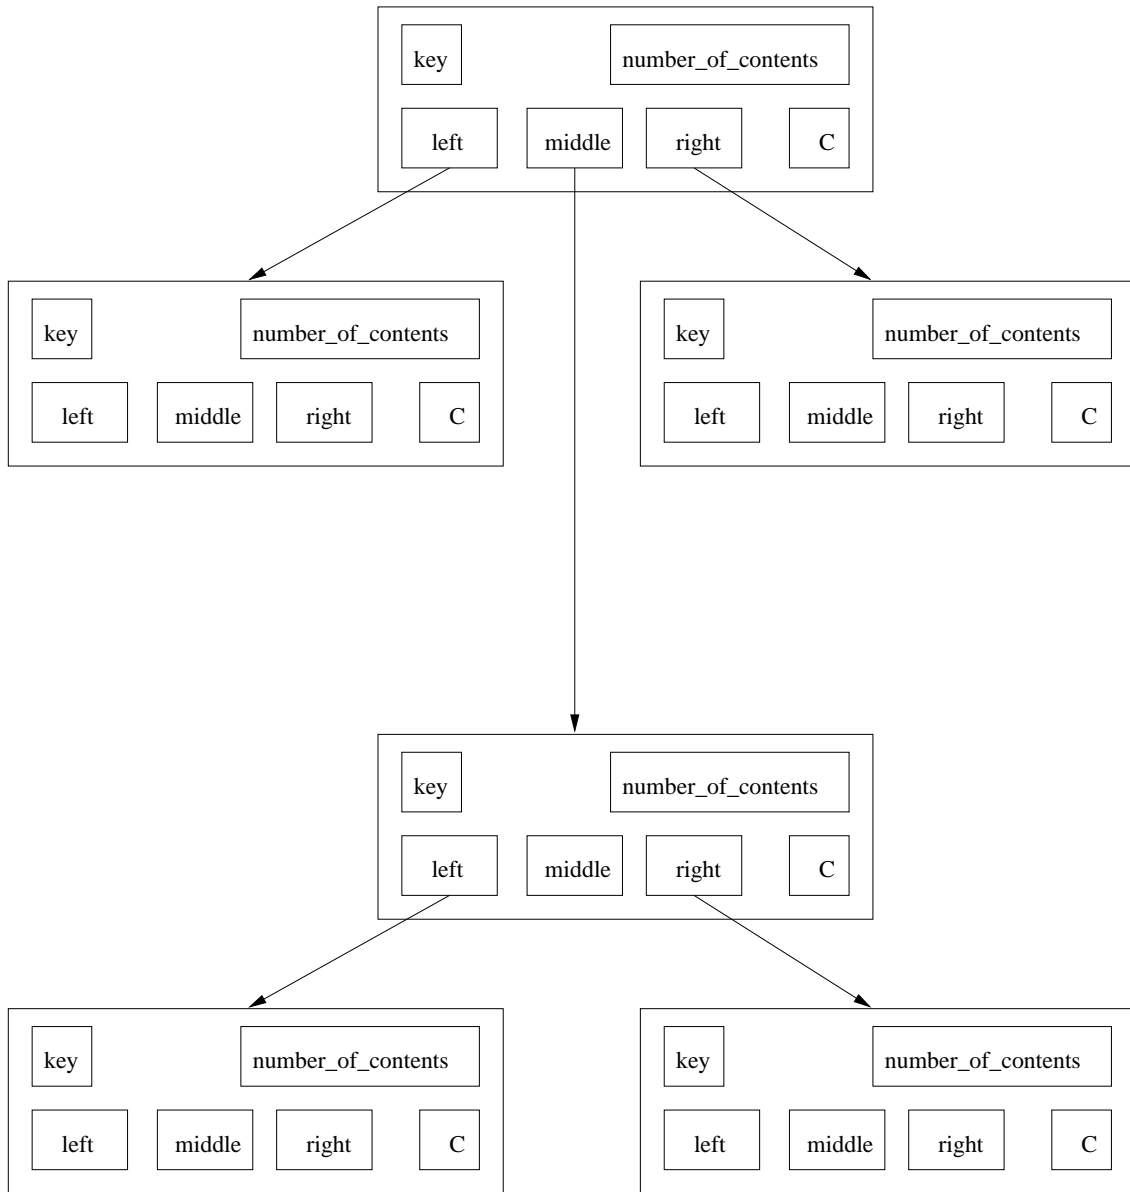 key number_of_contents
left middle right C
key number_of_contents key number_of_contents
left middle right C left middle right C
key number_of_contents
left middle right C
key number_of_contents key number_of_contents
left middle right C left middle right C